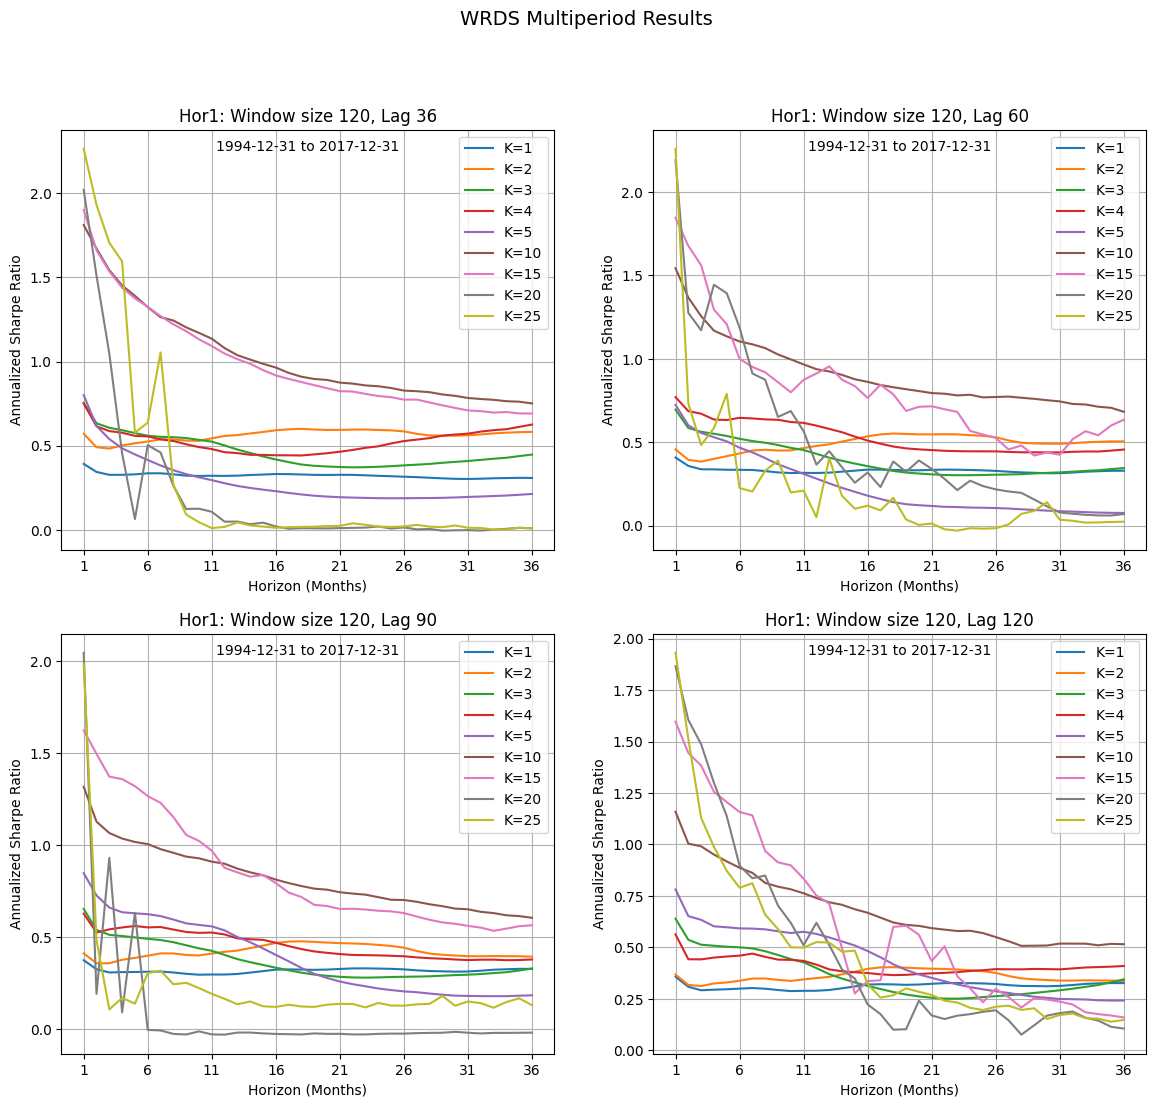 WRDS Multiperiod Results
Hor1: Window size 120, Lag 36
1994-12-31 to 2017-12-31
K=1
K=2
K=3
K=4
K=5
K=10
K=15
K=20
K=25
Annualized Sharpe Ratio
2.0
1.5
1.0
0.5
0.0
1 6 11 16 21 26 31 36
Horizon (Months)
Hor1: Window size 120, Lag 60
1994-12-31 to 2017-12-31
K=1
K=2
K=3
K=4
K=5
K=10
K=15
K=20
K=25
Annualized Sharpe Ratio
2.0
1.5
1.0
0.5
0.0
1 6 11 16 21 26 31 36
Horizon (Months)
Hor1: Window size 120, Lag 90
1994-12-31 to 2017-12-31
K=1
K=2
K=3
K=4
K=5
K=10
K=15
K=20
K=25
Annualized Sharpe Ratio
2.0
1.5
1.0
0.5
0.0
1 6 11 16 21 26 31 36
Horizon (Months)
Hor1: Window size 120, Lag 120
1994-12-31 to 2017-12-31
K=1
K=2
K=3
K=4
K=5
K=10
K=15
K=20
K=25
Annualized Sharpe Ratio
2.00
1.75
1.50
1.25
1.00
0.75
0.50
0.25
0.00
1 6 11 16 21 26 31 36
Horizon (Months)